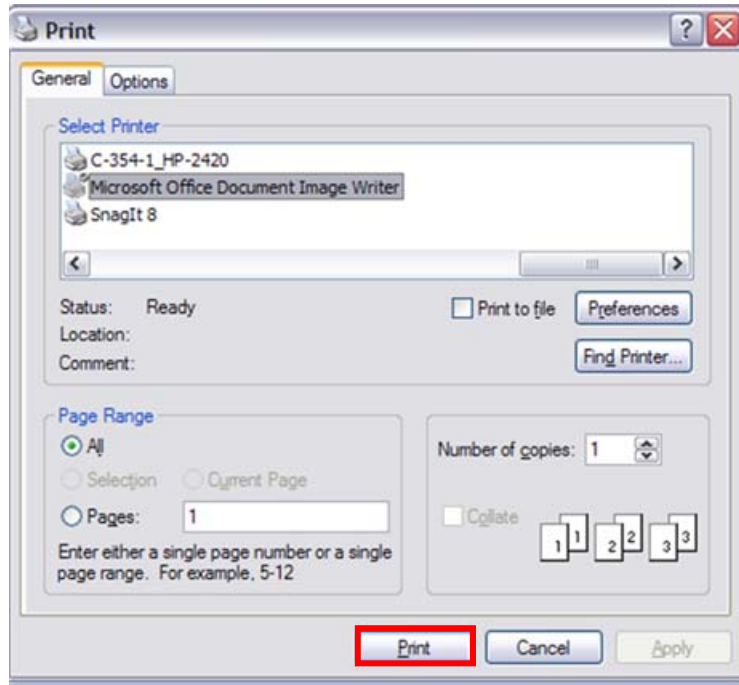 Print
General Options
Select Printer
C-354-1_HP-2420
Microsoft Office Document Image Writer
SnagIt 8
Status: Ready
Print to file Preferences
Location:
Comment:
Find Printer...
Page Range
All
Selection Current Page
Pages: 1
Enter either a single page number or a single
page range. For example, 5-12
Number of copies: 1
Collate
1 1 2 2 3 3
Print Cancel Apply